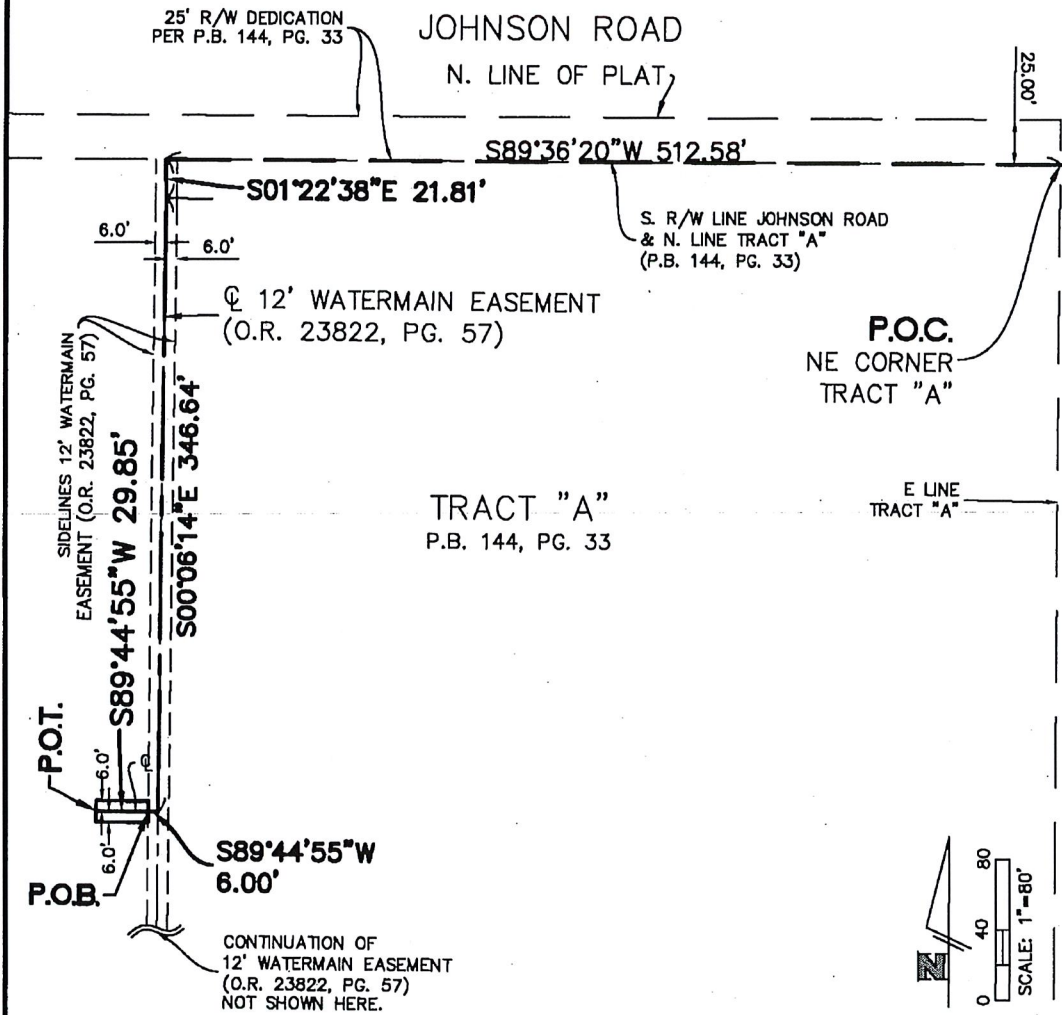 25' R/W DEDICATION
PER P.B. 144, PG. 33
JOHNSON ROAD
N. LINE OF PLAT
25.00'
S89°36'20"W 512.58'
S01°22'38"E 21.81'
S. R/W LINE JOHNSON ROAD
& N. LINE TRACT "A"
(P.B. 144, PG. 33)
6.0'
6.0'
℄ 12' WATERMAIN EASEMENT
(O.R. 23822, PG. 57)
P.O.C.
NE CORNER
TRACT "A"
SIDELINES 12' WATERMAIN
EASEMENT (O.R. 23822, PG. 57)
S89°44'55"W 29.85'
S00°06'14"E 346.64'
TRACT "A"
P.B. 144, PG. 33
E LINE
TRACT "A"
P.O.T.
6.0'
℄
6.0'
P.O.B.
S89°44'55"W
6.00'
CONTINUATION OF
12' WATERMAIN EASEMENT
(O.R. 23822, PG. 57)
NOT SHOWN HERE.
N
0 40 80
SCALE: 1"=80'